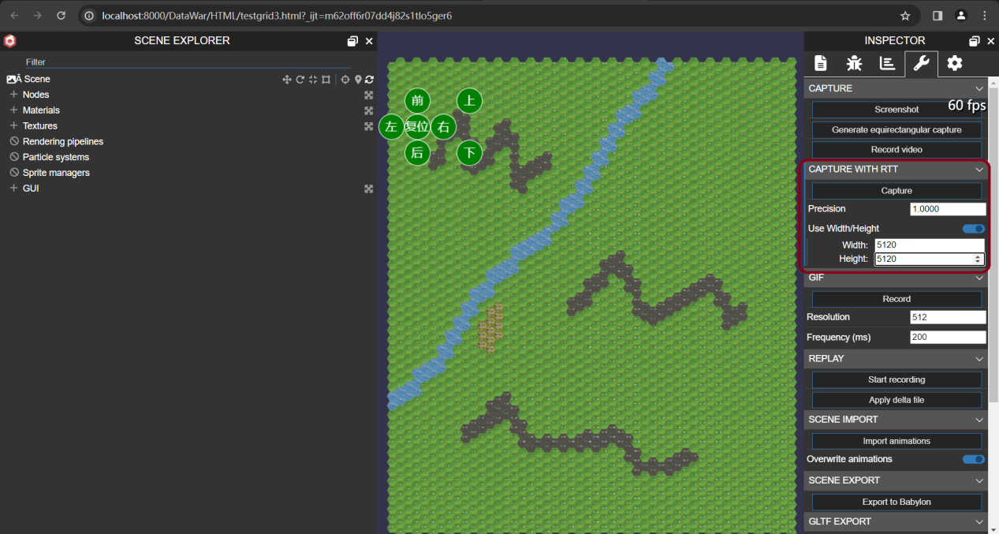 localhost:8000/DataWar/HTML/testgrid3.html?_ijt=m62off6r07dd4j82s1tlo5ger6
SCENE EXPLORER
Filter
Â Scene
Nodes
Materials
Textures
Rendering pipelines
Particle systems
Sprite managers
GUI
前 上
左 复位 右
后 下
INSPECTOR
CAPTURE
60 fps
Screenshot
Generate equirectangular capture
Record video
CAPTURE WITH RTT
Capture
Precision 1.0000
Use Width/Height
Width: 5120
Height: 5120
GIF
Record
Resolution 512
Frequency (ms) 200
REPLAY
Start recording
Apply delta file
SCENE IMPORT
Import animations
Overwrite animations
SCENE EXPORT
Export to Babylon
GLTF EXPORT